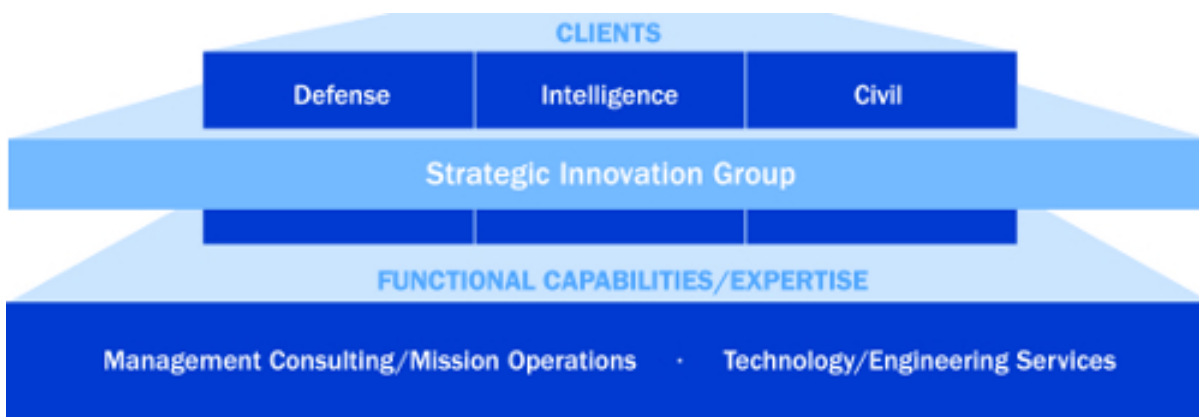 CLIENTS
Defense Intelligence Civil
Strategic Innovation Group
FUNCTIONAL CAPABILITIES/EXPERTISE
Management Consulting/Mission Operations · Technology/Engineering Services